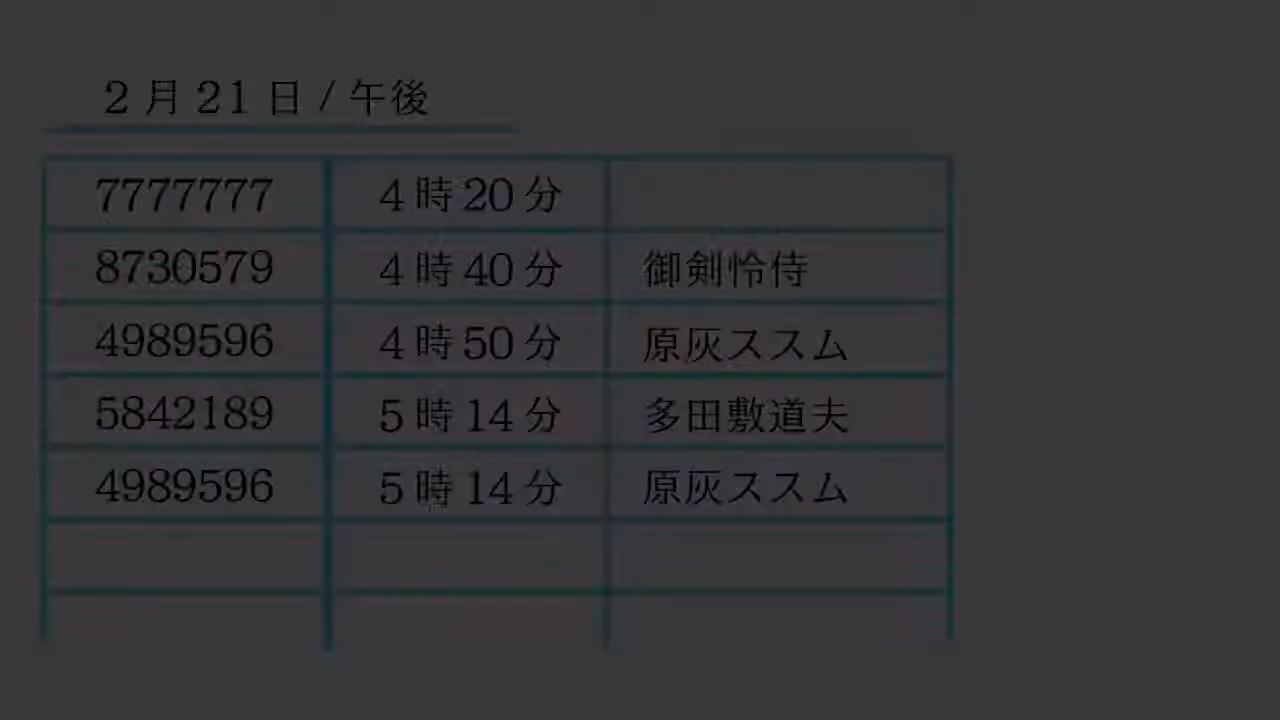 2月21日/午後
7777777 4時20分
8730579 4時40分 御剣怜侍
4989596 4時50分 原灰ススム
5842189 5時14分 多田敷道夫
4989596 5時14分 原灰ススム